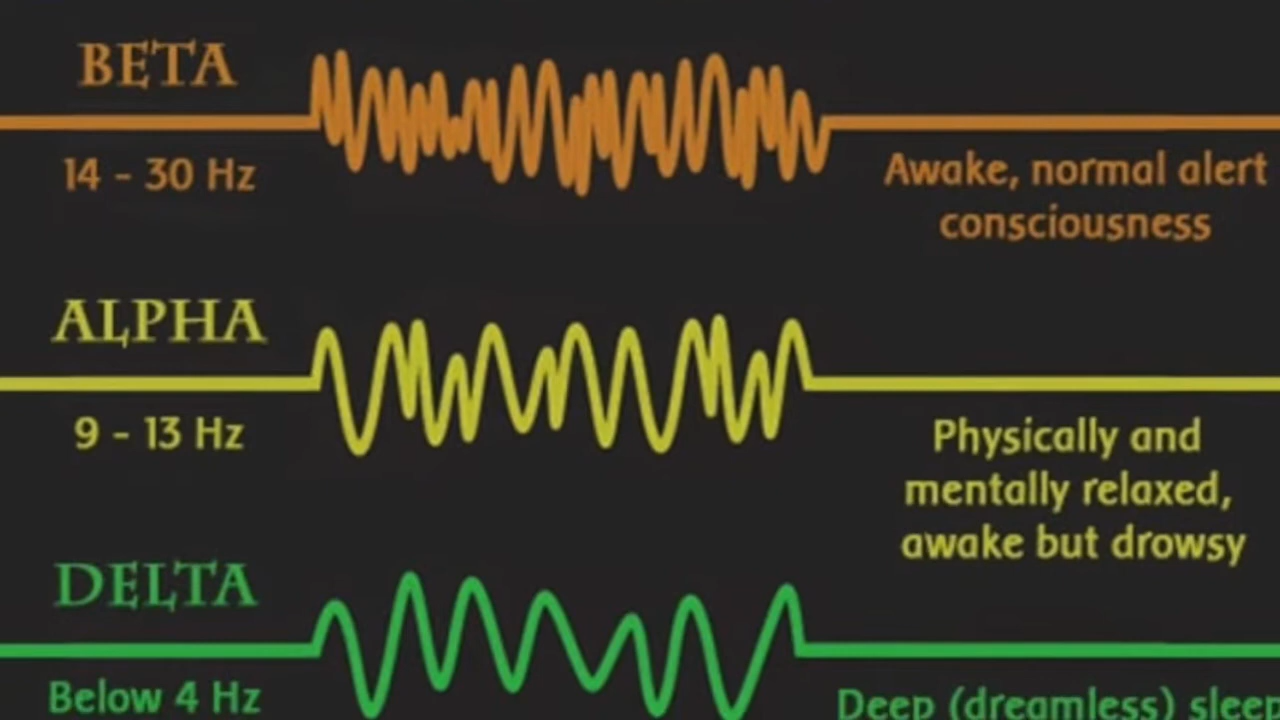 BETA
14 - 30 Hz
Awake, normal alert
consciousness
ALPHA
9 - 13 Hz
Physically and
mentally relaxed,
awake but drowsy
DELTA
Below 4 Hz
Deep (dreamless) sleep